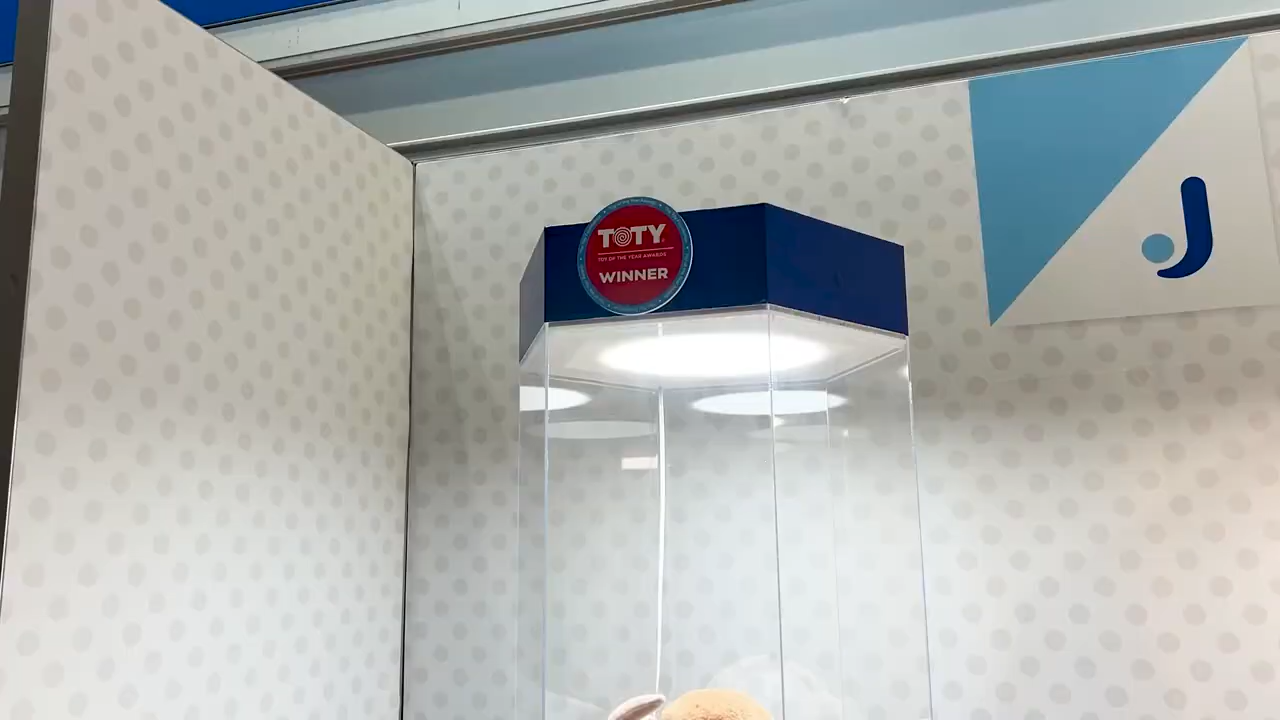 TOTY
TOY OF THE YEAR AWARDS
WINNER
J